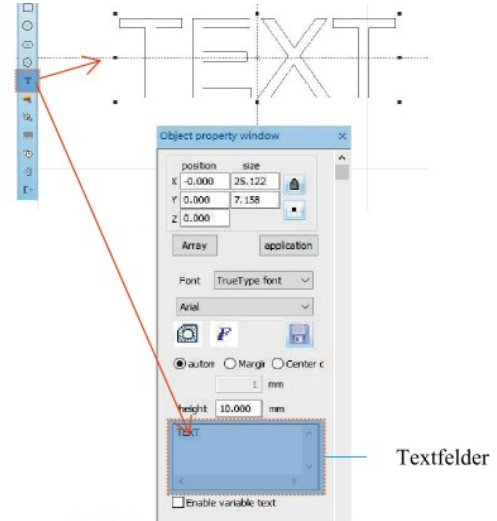 TEXT
T
Object property window ×
position size
X -0.000 25.122
Y 0.000 7.158
Z 0.000
Array application
Font TrueType font
Arial
F
autom Margin Center c
1 mm
height 10.000 mm
TEXT
Textfelder
Enable variable text